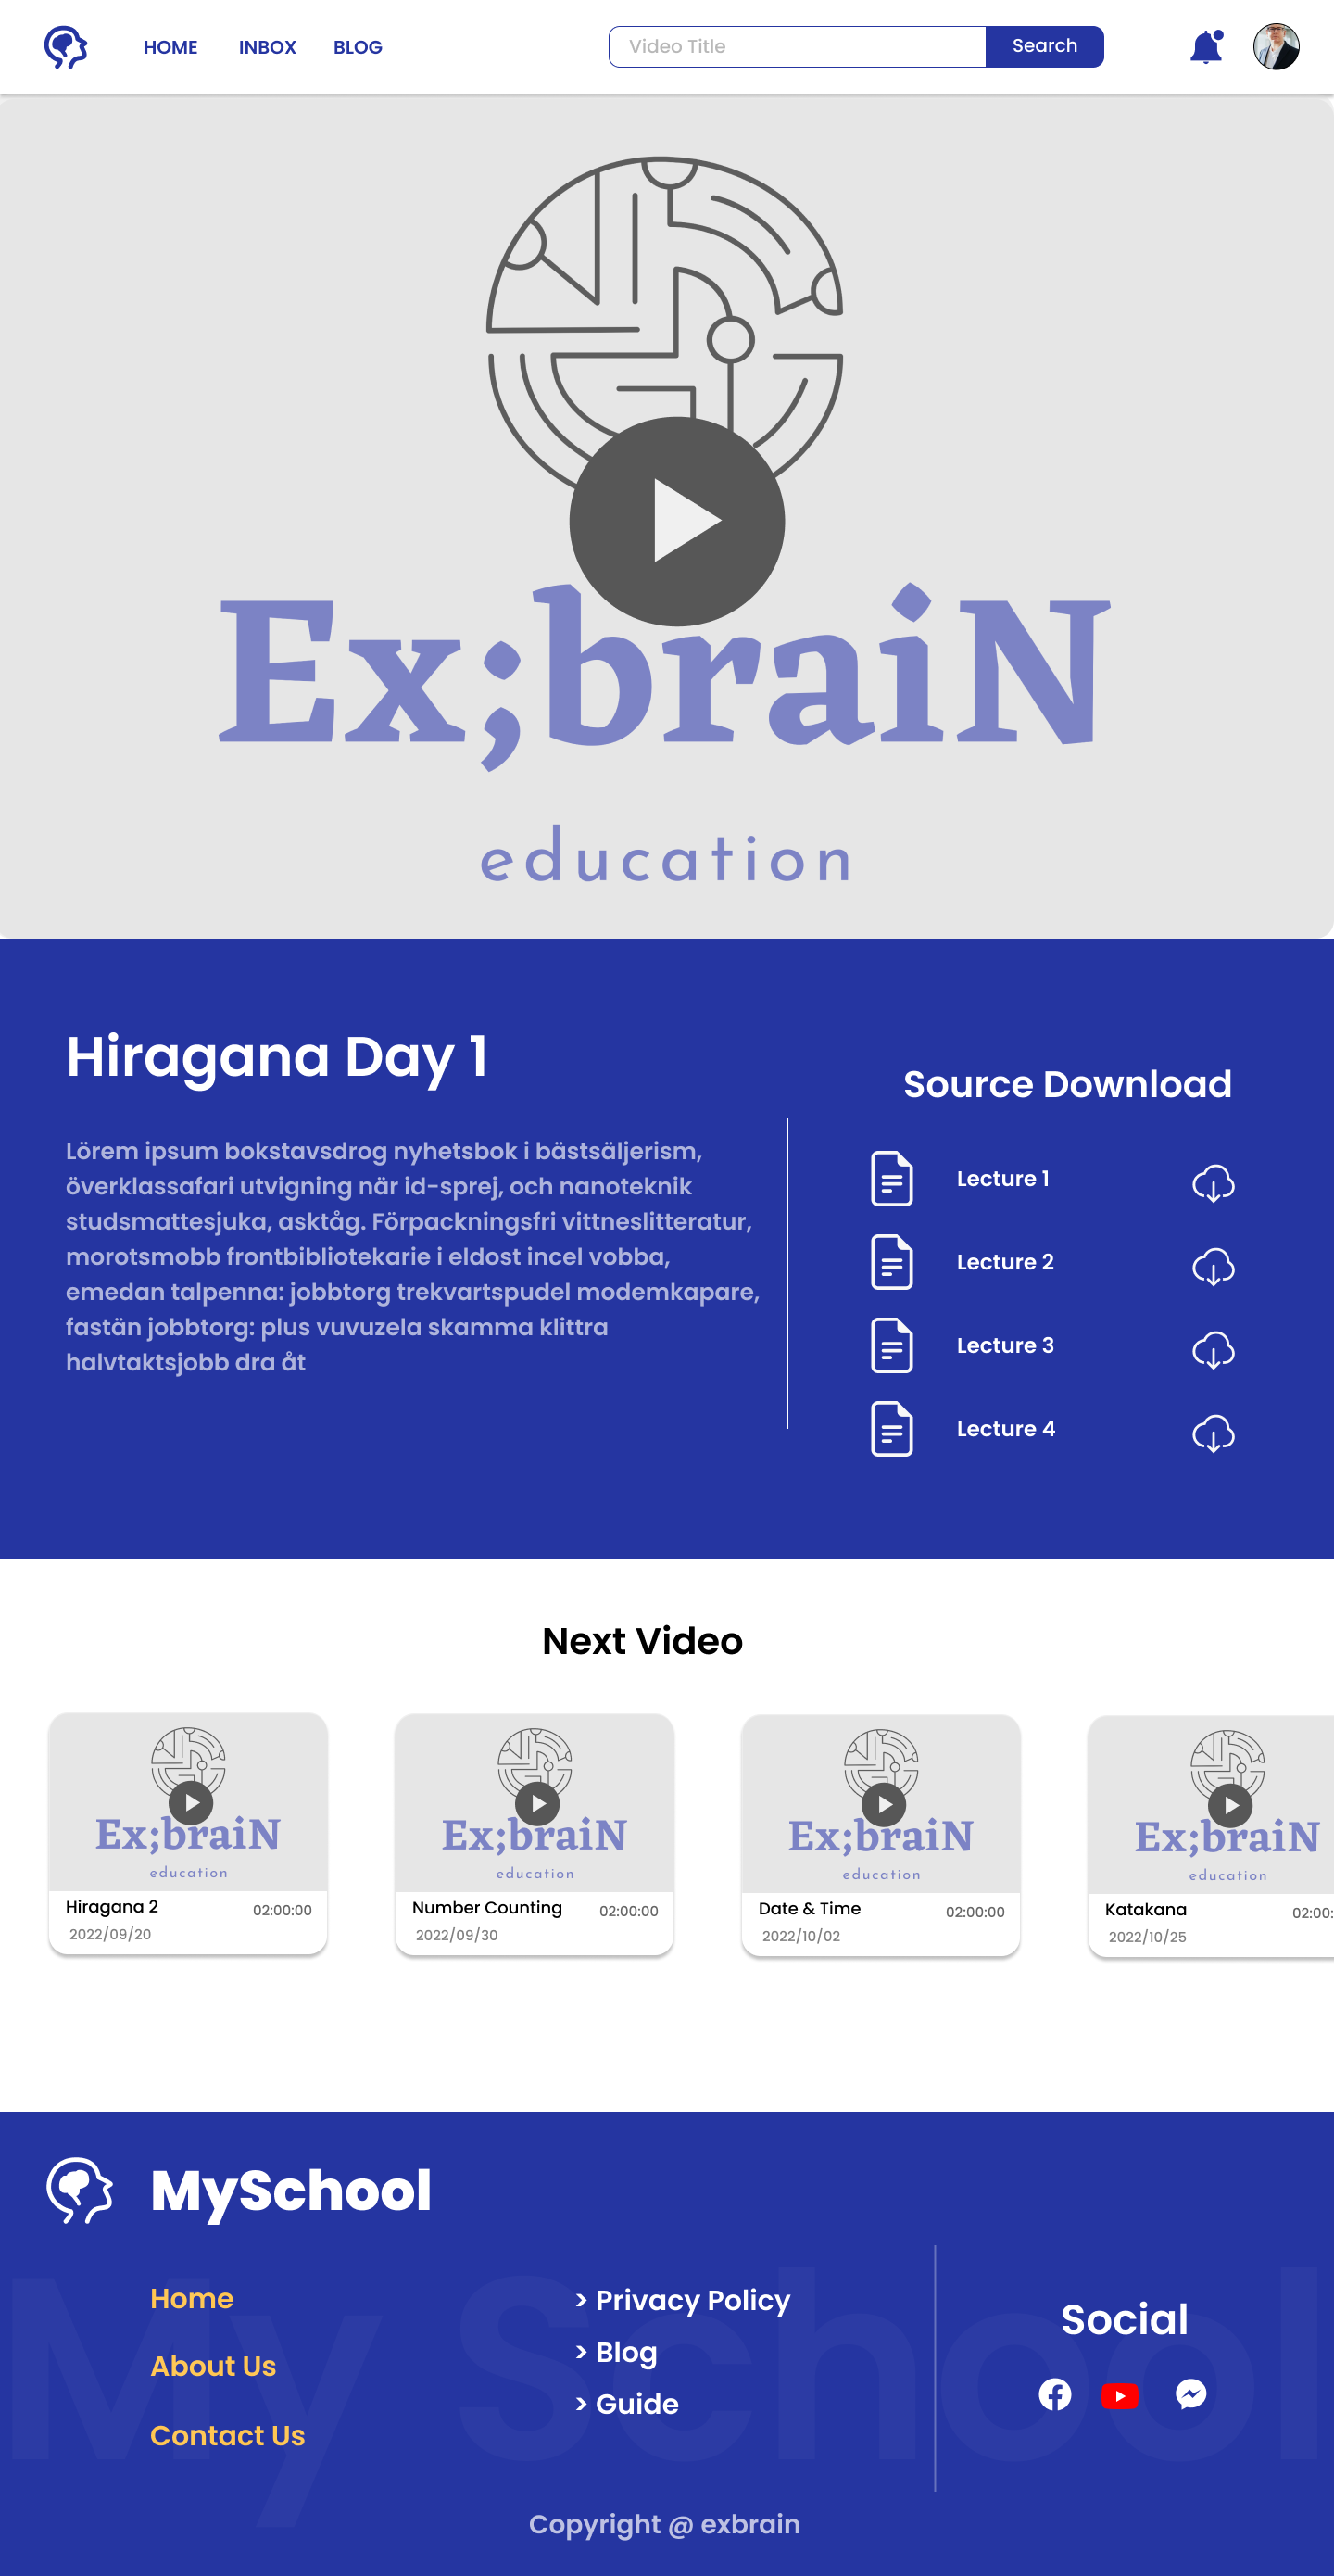 HOME INBOX BLOG Video Title Search
Ex;braiN
education
Hiragana Day 1
Lörem ipsum bokstavsdrog nyhetsbok i bästsäljerism,
överklassafari utvigning när id-sprej, och nanoteknik
studsmattesjuka, asktåg. Förpackningsfri vittneslitteratur,
morotsmobb frontbibliotekarie i eldost incel vobba,
emedan talpenna: jobbtorg trekvartspudel modemkapare,
fastän jobbtorg: plus vuvuzela skamma klittra
halvtaktsjobb dra åt
Source Download
Lecture 1
Lecture 2
Lecture 3
Lecture 4
Next Video
Ex;braiN
education
Hiragana 2 02:00:00
2022/09/20
Ex;braiN
education
Number Counting 02:00:00
2022/09/30
Ex;braiN
education
Date & Time 02:00:00
2022/10/02
Ex;braiN
education
Katakana 02:00:
2022/10/25
MySchool
My School
Home
About Us
Contact Us
> Privacy Policy
> Blog
> Guide
Social
Copyright @ exbrain